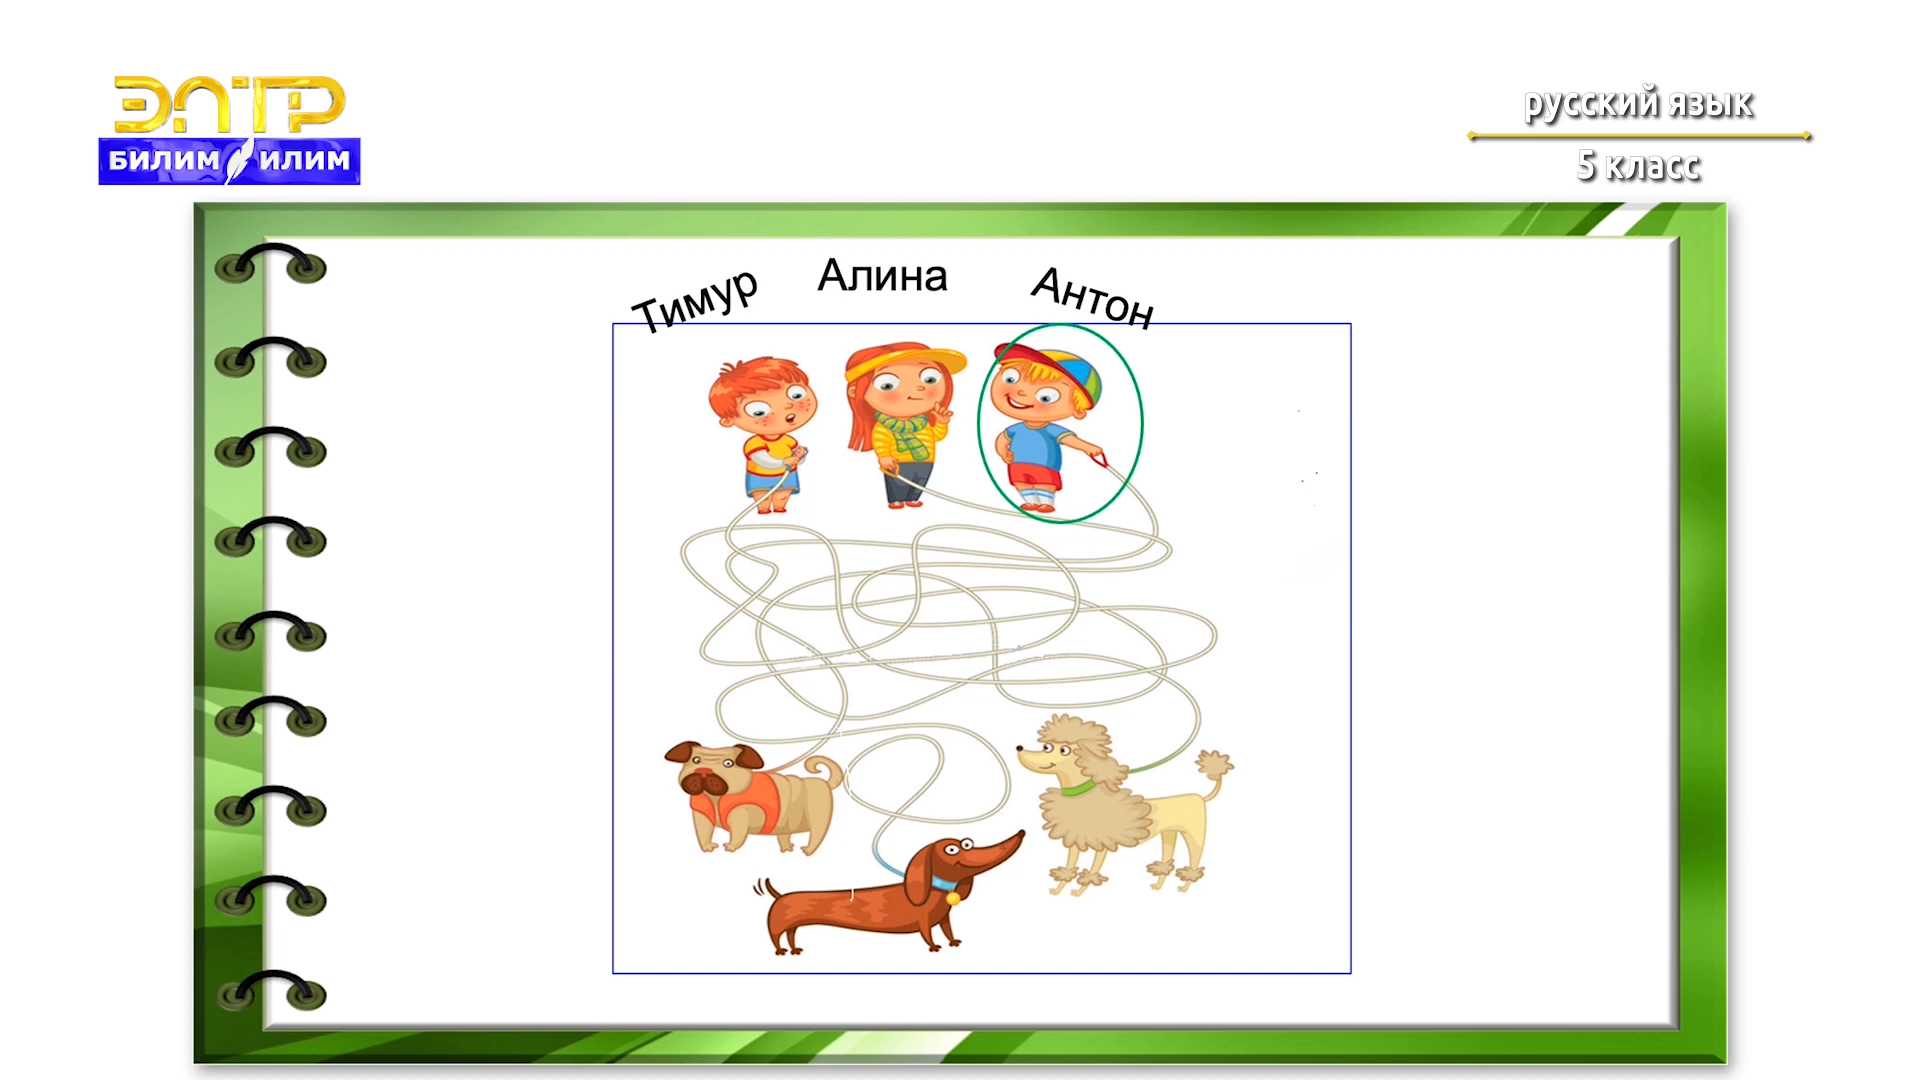 ЭЛТР
БИЛИМ ИЛИМ
русский язык
5 класс
Тимур Алина Антон